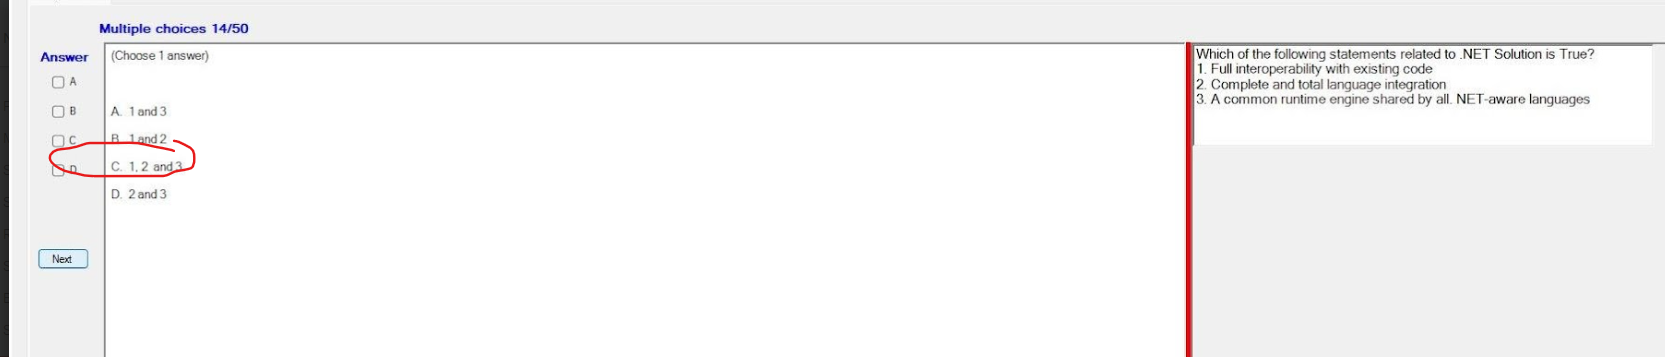 Multiple choices 14/50
Answer
(Choose 1 answer)
A
B
C
D
A. 1 and 3
B. 1 and 2
C. 1, 2 and 3
D. 2 and 3
Next
Which of the following statements related to .NET Solution is True?
1. Full interoperability with existing code
2. Complete and total language integration
3. A common runtime engine shared by all. NET-aware languages